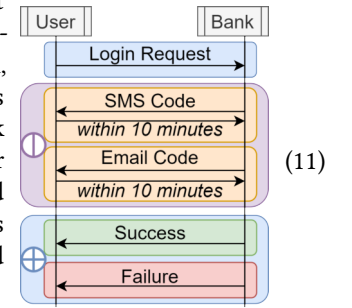 User Bank
Login Request
SMS Code
within 10 minutes
Email Code
within 10 minutes
(11)
Success
Failure